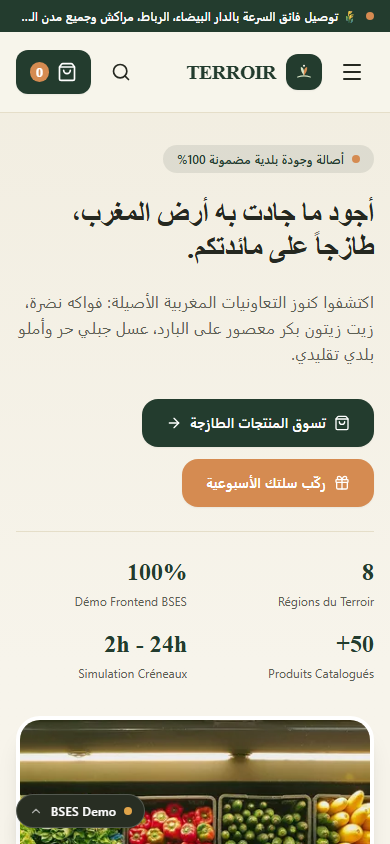 🌾 توصيل فائق السرعة بالدار البيضاء، الرباط، مراكش وجميع مدن الـ...
TERROIR
0
أصالة وجودة بلدية مضمونة 100%
أجود ما جادت به أرض المغرب،
طازجاً على مائدتكم.
اكتشفوا كنوز التعاونيات المغربية الأصيلة: فواكه نضرة،
زيت زيتون بكر معصور على البارد، عسل جبلي حر وأملو
بلدي تقليدي.
تسوق المنتجات الطازجة
ركّب سلتك الأسبوعية
8
Régions du Terroir
100%
Démo Frontend BSES
+50
Produits Catalogués
2h - 24h
Simulation Créneaux
BSES Demo